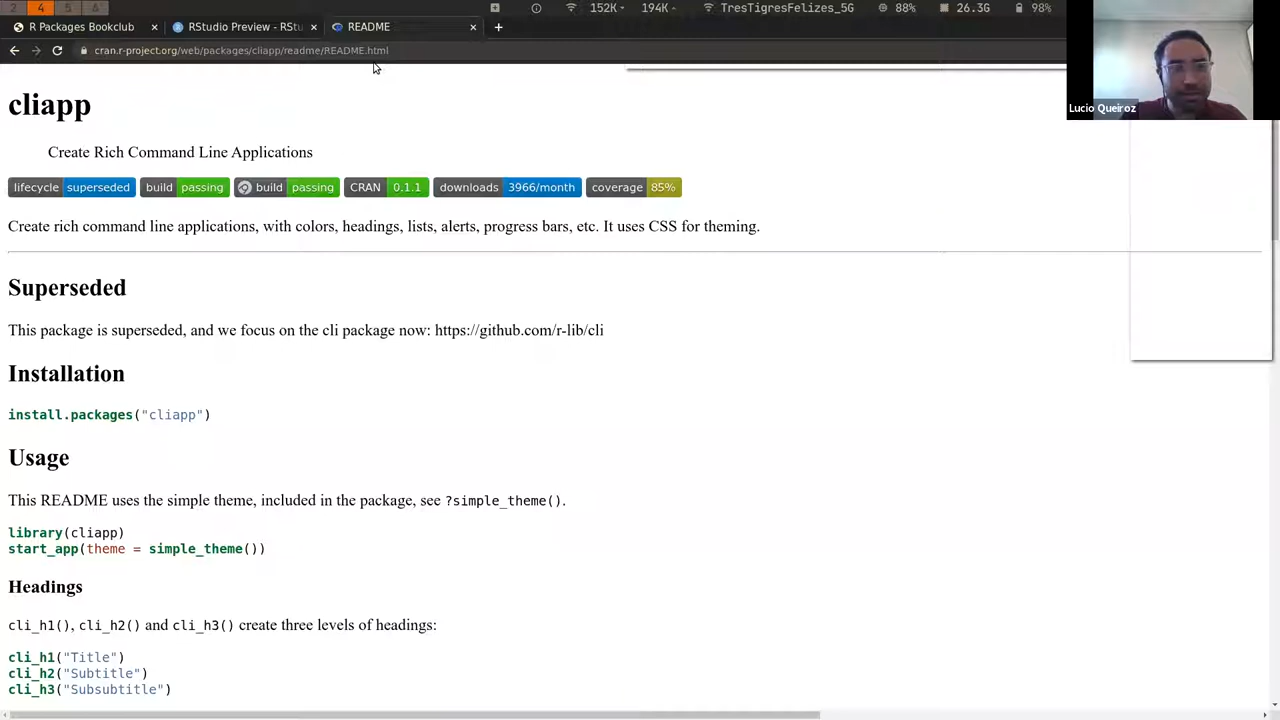 2 4 5 6 152K 194K TresTigresFelizes_5G 88% 26.3G 98%
R Packages Bookclub RStudio Preview - RStu README
cran.r-project.org/web/packages/cliapp/readme/README.html
Lucio Queiroz
cliapp
Create Rich Command Line Applications
lifecycle superseded build passing build passing CRAN 0.1.1 downloads 3966/month coverage 85%
Create rich command line applications, with colors, headings, lists, alerts, progress bars, etc. It uses CSS for theming.
Superseded
This package is superseded, and we focus on the cli package now: https://github.com/r-lib/cli
Installation
install.packages("cliapp")
Usage
This README uses the simple theme, included in the package, see ?simple_theme().
library(cliapp)
start_app(theme = simple_theme())
Headings
cli_h1(), cli_h2() and cli_h3() create three levels of headings:
cli_h1("Title")
cli_h2("Subtitle")
cli_h3("Subsubtitle")